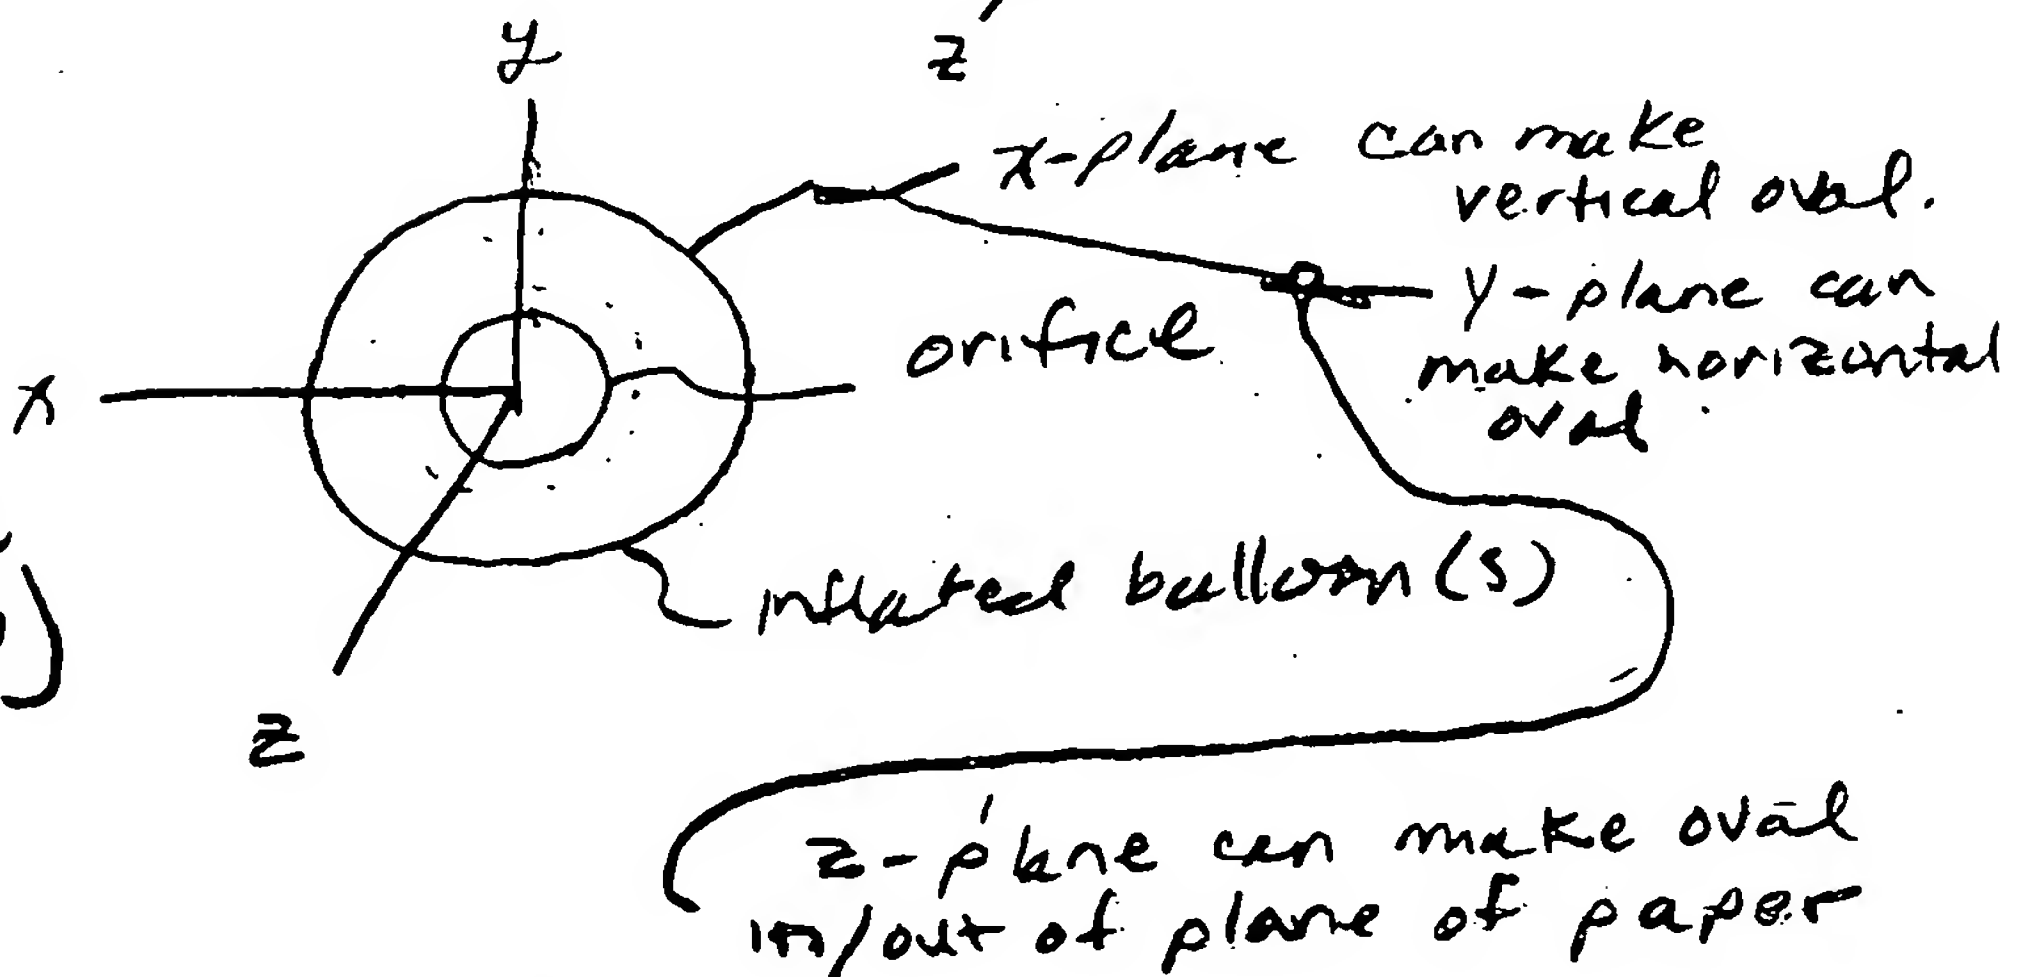 y
z
x-plane can make
vertical oval.
y-plane can
make horizontal
oval
orifice
x
inflated balloon(s)
z
z-plane can make oval
in/out of plane of paper